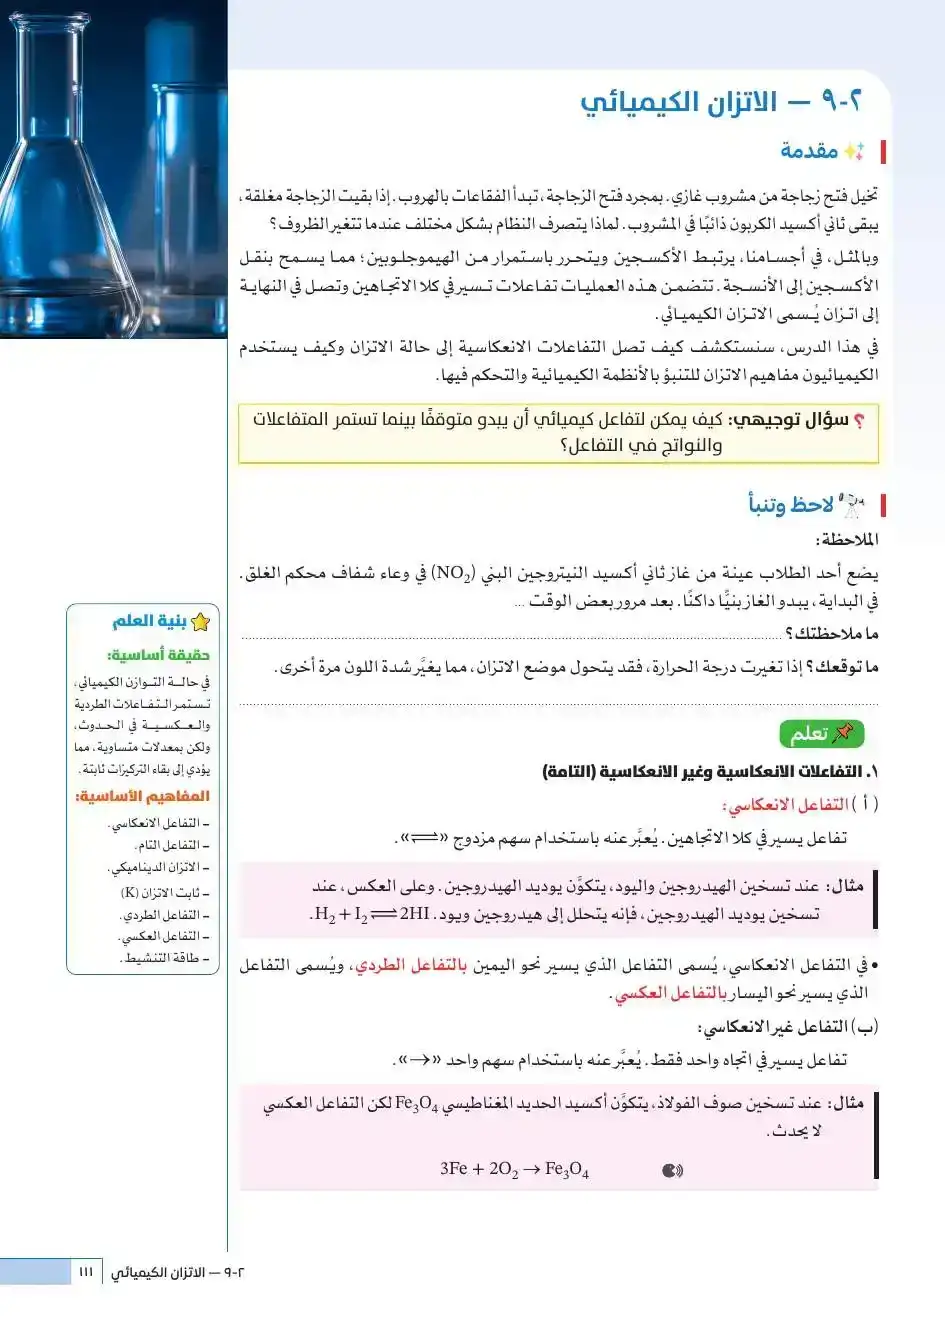 ٢-٩ — الاتزان الكيميائي
مقدمة
تخيل فتح زجاجة من مشروب غازي. بمجرد فتح الزجاجة، تبدأ الفقاعات بالهروب. إذا بقيت الزجاجة مغلقة،
يبقى ثاني أكسيد الكربون ذائبًا في المشروب. لماذا يتصرف النظام بشكل مختلف عندما تتغير الظروف؟
وبالمثل، في أجسامنا، يرتبط الأكسجين ويتحرر باستمرار من الهيموجلوبين؛ مما يسمح بنقل
الأكسجين إلى الأنسجة. تتضمن هذه العمليات تفاعلات تسير في كلا الاتجاهين وتصل في النهاية
إلى اتزان يُسمى الاتزان الكيميائي.
في هذا الدرس، سنستكشف كيف تصل التفاعلات الانعكاسية إلى حالة الاتزان وكيف يستخدم
الكيميائيون مفاهيم الاتزان للتنبؤ بالأنظمة الكيميائية والتحكم فيها.
؟ سؤال توجيهي: كيف يمكن لتفاعل كيميائي أن يبدو متوقفًا بينما تستمر المتفاعلات
والنواتج في التفاعل؟
لاحظ وتنبأ
الملاحظة:
يضع أحد الطلاب عينة من غاز ثاني أكسيد النيتروجين البني (NO₂) في وعاء شفاف محكم الغلق.
في البداية، يبدو الغاز بنيًّا داكنًا. بعد مرور بعض الوقت ...
ما ملاحظتك؟ ........................................
ما توقعك؟ إذا تغيرت درجة الحرارة، فقد يتحول موضع الاتزان، مما يغيَّر شدة اللون مرة أخرى.
........................................
تعلم
١. التفاعلات الانعكاسية وغير الانعكاسية (التامة)
( أ ) التفاعل الانعكاسي:
تفاعل يسير في كلا الاتجاهين. يُعبَّر عنه باستخدام سهم مزدوج «⇌».
مثال: عند تسخين الهيدروجين واليود، يتكوَّن يوديد الهيدروجين. وعلى العكس، عند
تسخين يوديد الهيدروجين، فإنه يتحلل إلى هيدروجين ويود. H₂ + I₂ ⇌ 2HI.
• في التفاعل الانعكاسي، يُسمى التفاعل الذي يسير نحو اليمين بالتفاعل الطردي، ويُسمى التفاعل
الذي يسير نحو اليسار بالتفاعل العكسي.
(ب) التفاعل غير الانعكاسي:
تفاعل يسير في اتجاه واحد فقط. يُعبَّر عنه باستخدام سهم واحد «→».
مثال: عند تسخين صوف الفولاذ، يتكوَّن أكسيد الحديد المغناطيسي Fe₃O₄ لكن التفاعل العكسي
لا يحدث.
3Fe + 2O₂ → Fe₃O₄
بنية العلم
حقيقة أساسية:
في حالة التوازن الكيميائي،
تستمر التفاعلات الطردية
والعكسية في الحدوث،
ولكن بمعدلات متساوية، مما
يؤدي إلى بقاء التركيزات ثابتة.
المفاهيم الأساسية:
– التفاعل الانعكاسي.
– التفاعل التام.
– الاتزان الديناميكي.
– ثابت الاتزان (K)
– التفاعل الطردي.
– التفاعل العكسي.
– طاقة التنشيط.
٢-٩ — الاتزان الكيميائي ١١١